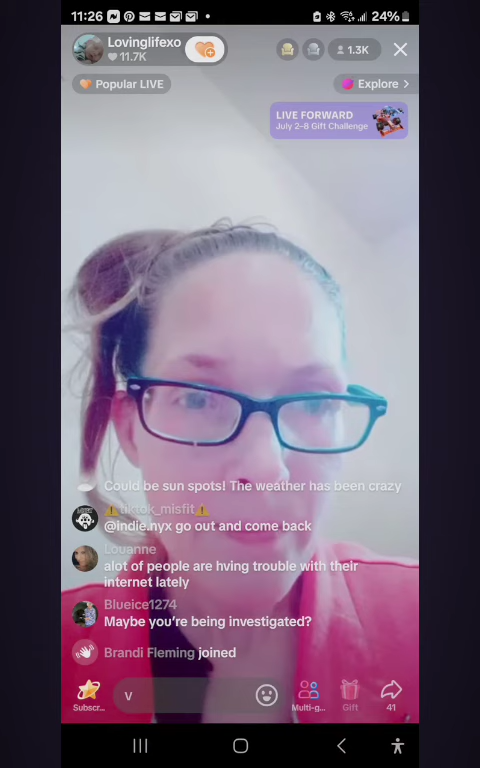 11:26
24%
Lovinglifexo
11.7K
1.3K
Popular LIVE
Explore >
LIVE FORWARD
July 2-8 Gift Challenge
Could be sun spots! The weather has been crazy
⚠️tiktok_misfit⚠️
@indie.nyx go out and come back
Louanne
alot of people are hving trouble with their
internet lately
Blueice1274
Maybe you're being investigated?
Brandi Fleming joined
V
Subscr...
Multi-g...
Gift
41